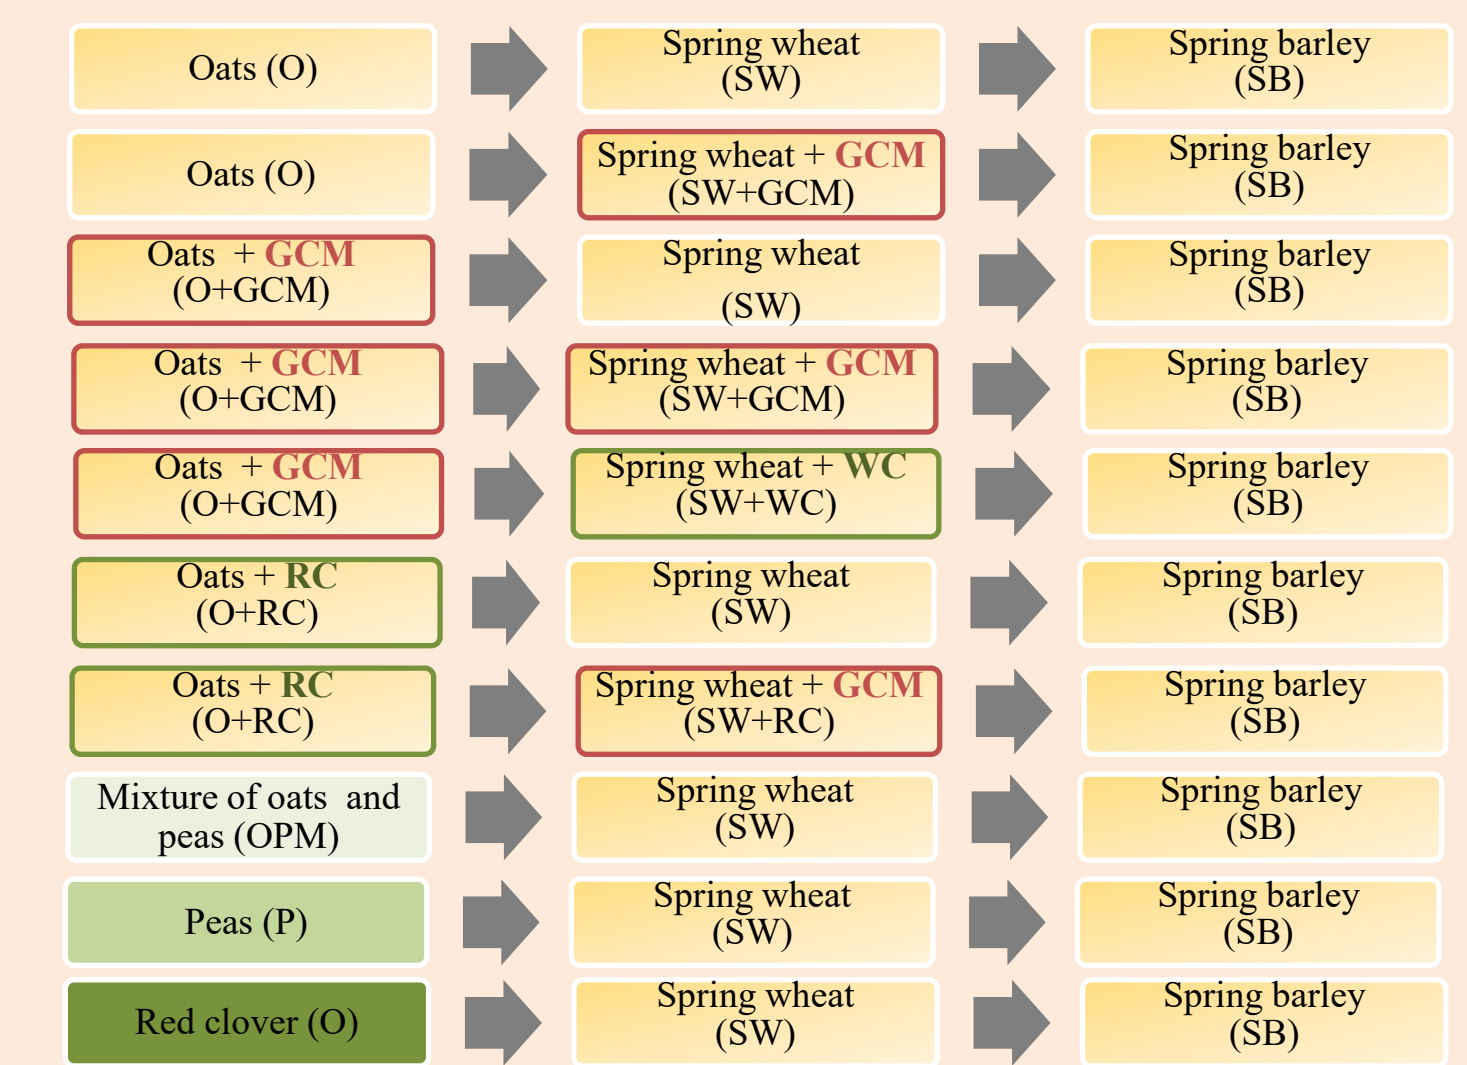 Oats (O)
Spring wheat
(SW)
Spring barley
(SB)
Oats (O)
Spring wheat + GCM
(SW+GCM)
Spring barley
(SB)
Oats + GCM
(O+GCM)
Spring wheat
(SW)
Spring barley
(SB)
Oats + GCM
(O+GCM)
Spring wheat + GCM
(SW+GCM)
Spring barley
(SB)
Oats + GCM
(O+GCM)
Spring wheat + WC
(SW+WC)
Spring barley
(SB)
Oats + RC
(O+RC)
Spring wheat
(SW)
Spring barley
(SB)
Oats + RC
(O+RC)
Spring wheat + GCM
(SW+RC)
Spring barley
(SB)
Mixture of oats and
peas (OPM)
Spring wheat
(SW)
Spring barley
(SB)
Peas (P)
Spring wheat
(SW)
Spring barley
(SB)
Red clover (O)
Spring wheat
(SW)
Spring barley
(SB)